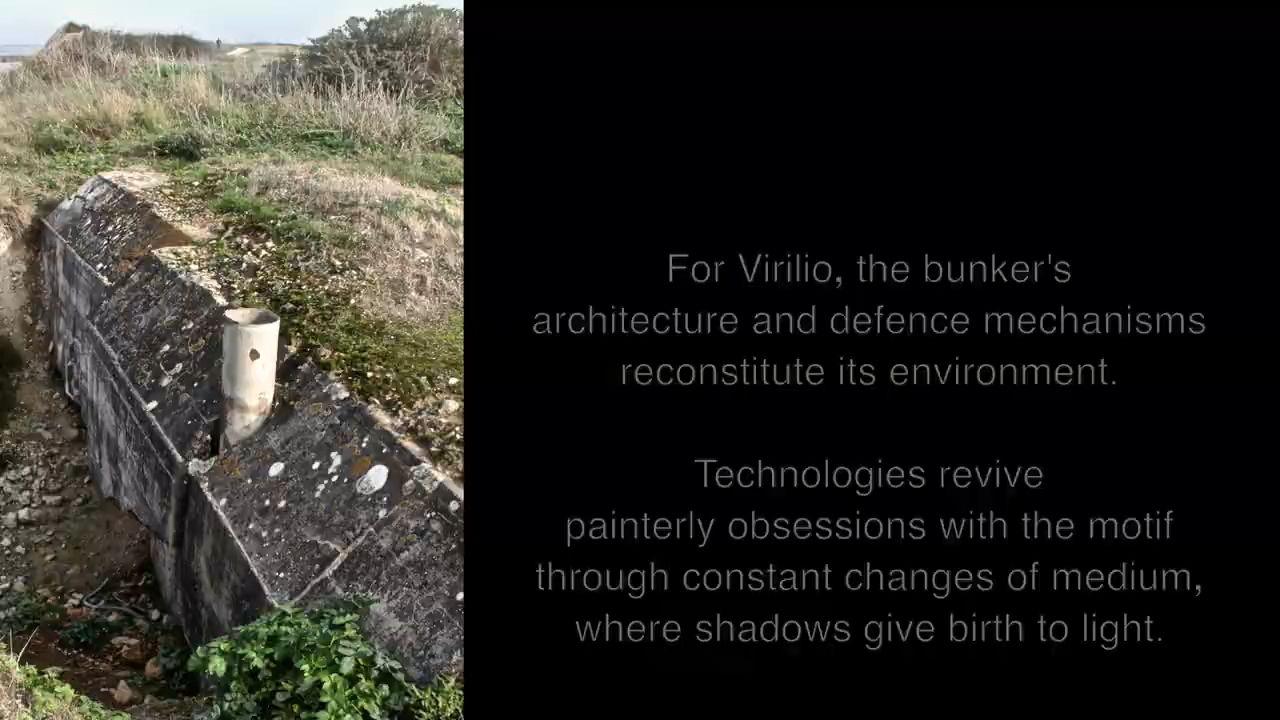 For Virilio, the bunker's
architecture and defence mechanisms
reconstitute its environment.
Technologies revive
painterly obsessions with the motif
through constant changes of medium,
where shadows give birth to light.